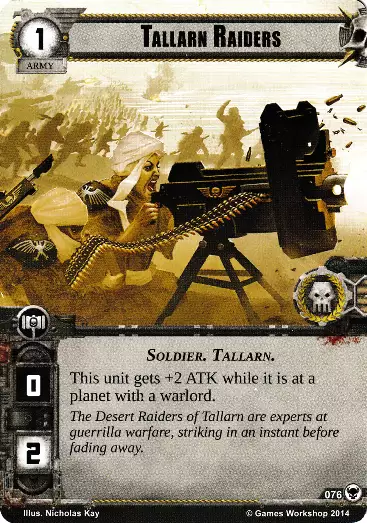 TALLARN RAIDERS
1
ARMY
SOLDIER. TALLARN.
0
This unit gets +2 ATK while it is at a
planet with a warlord.
2
The Desert Raiders of Tallarn are experts at
guerrilla warfare, striking in an instant before
fading away.
076
Illus. Nicholas Kay
© Games Workshop 2014